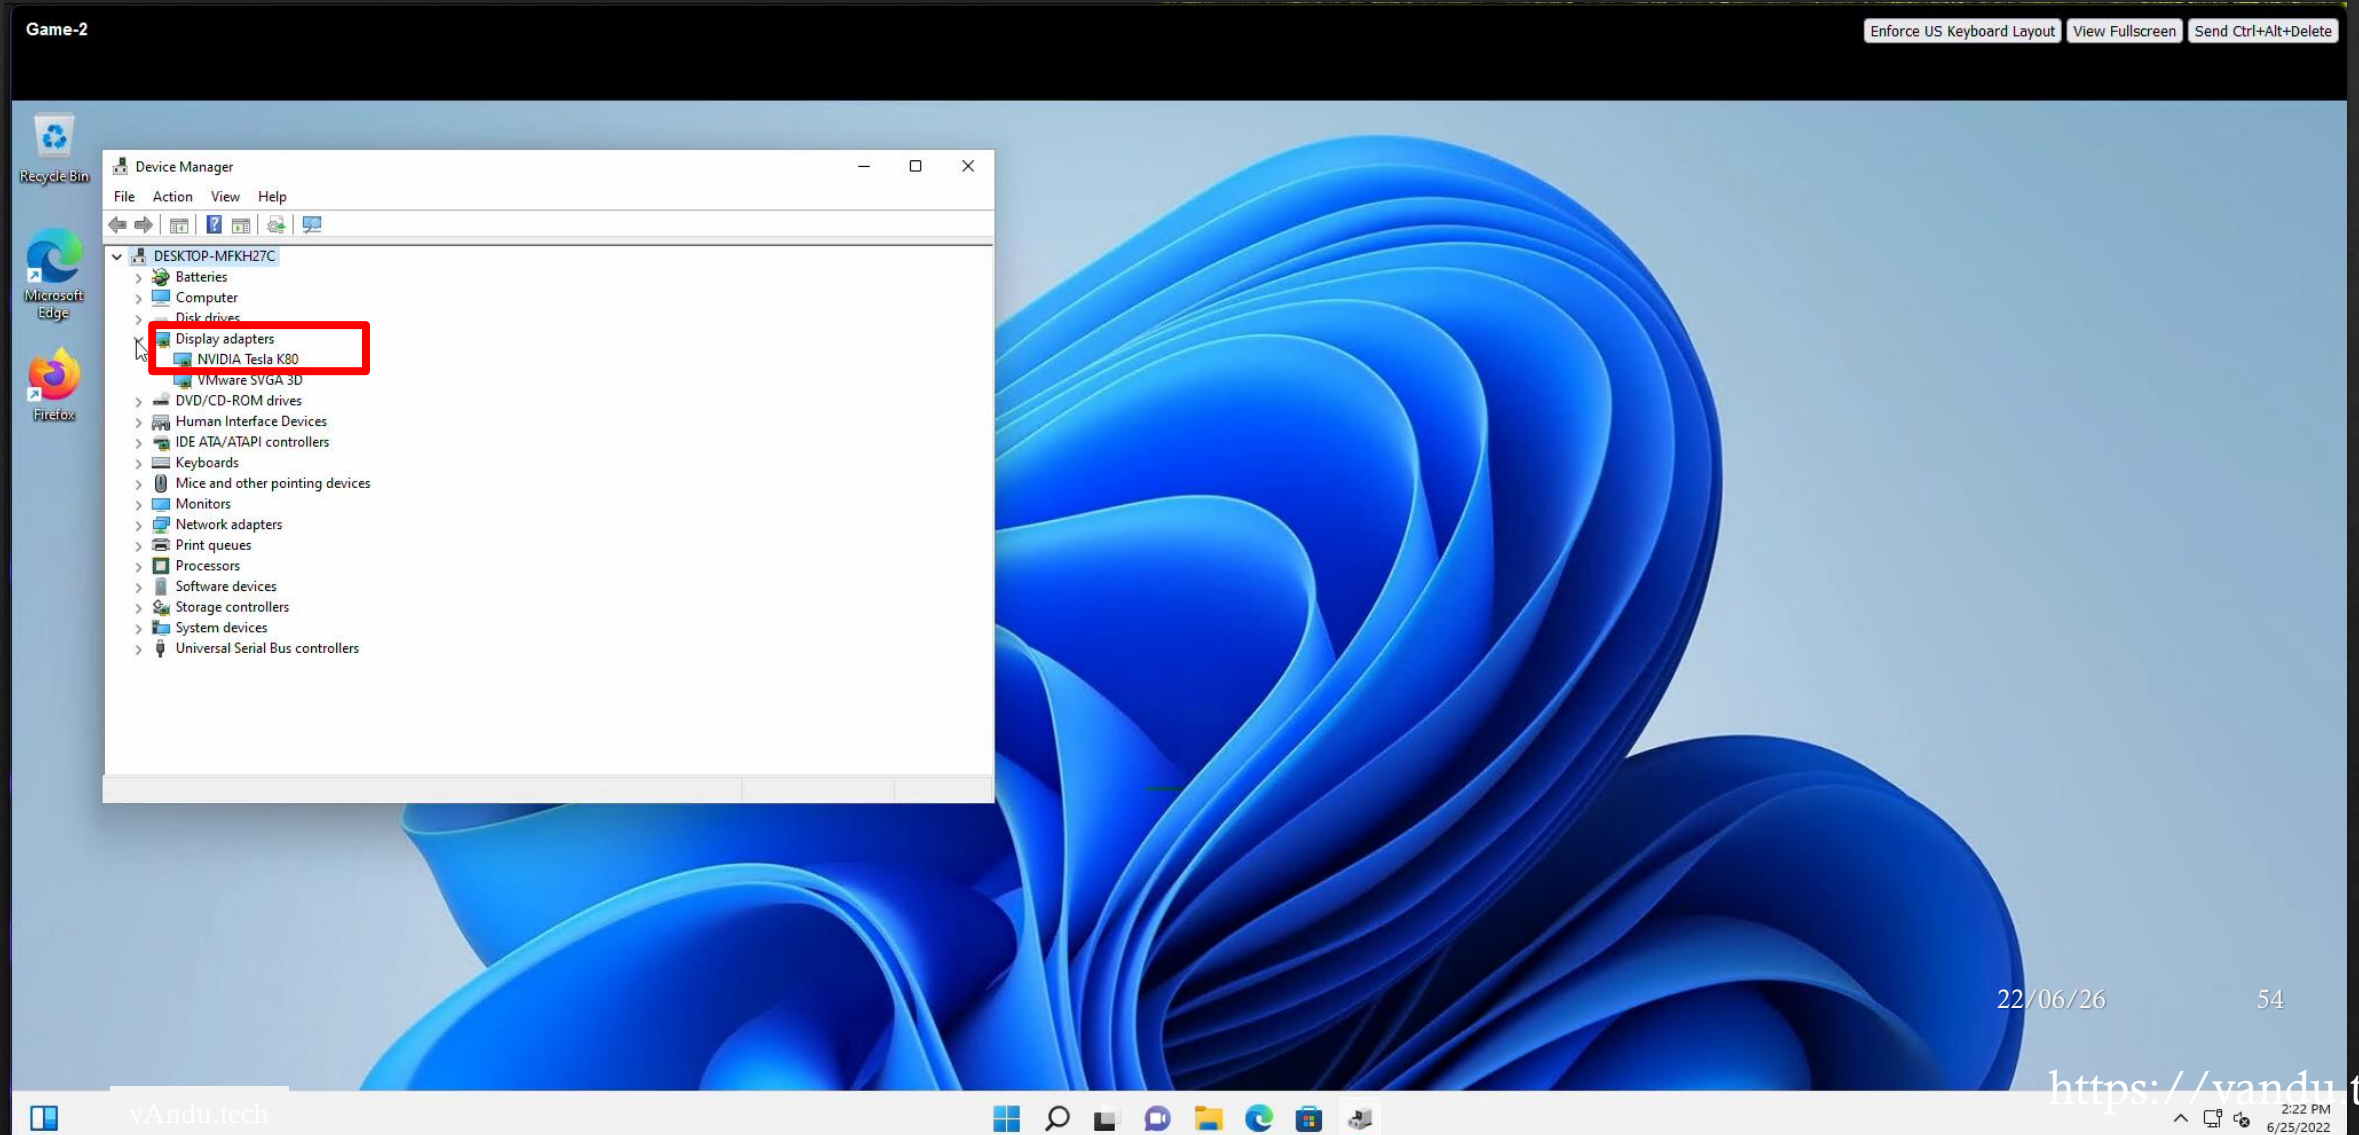 Game-2
Enforce US Keyboard Layout
View Fullscreen
Send Ctrl+Alt+Delete
Recycle Bin
Microsoft
Edge
Firefox
Device Manager
File Action View Help
DESKTOP-MFKH27C
Batteries
Computer
Disk drives
Display adapters
NVIDIA Tesla K80
VMware SVGA 3D
DVD/CD-ROM drives
Human Interface Devices
IDE ATA/ATAPI controllers
Keyboards
Mice and other pointing devices
Monitors
Network adapters
Print queues
Processors
Software devices
Storage controllers
System devices
Universal Serial Bus controllers
22/06/26
54
https://vandu.t
vAndu.tech
2:22 PM
6/25/2022